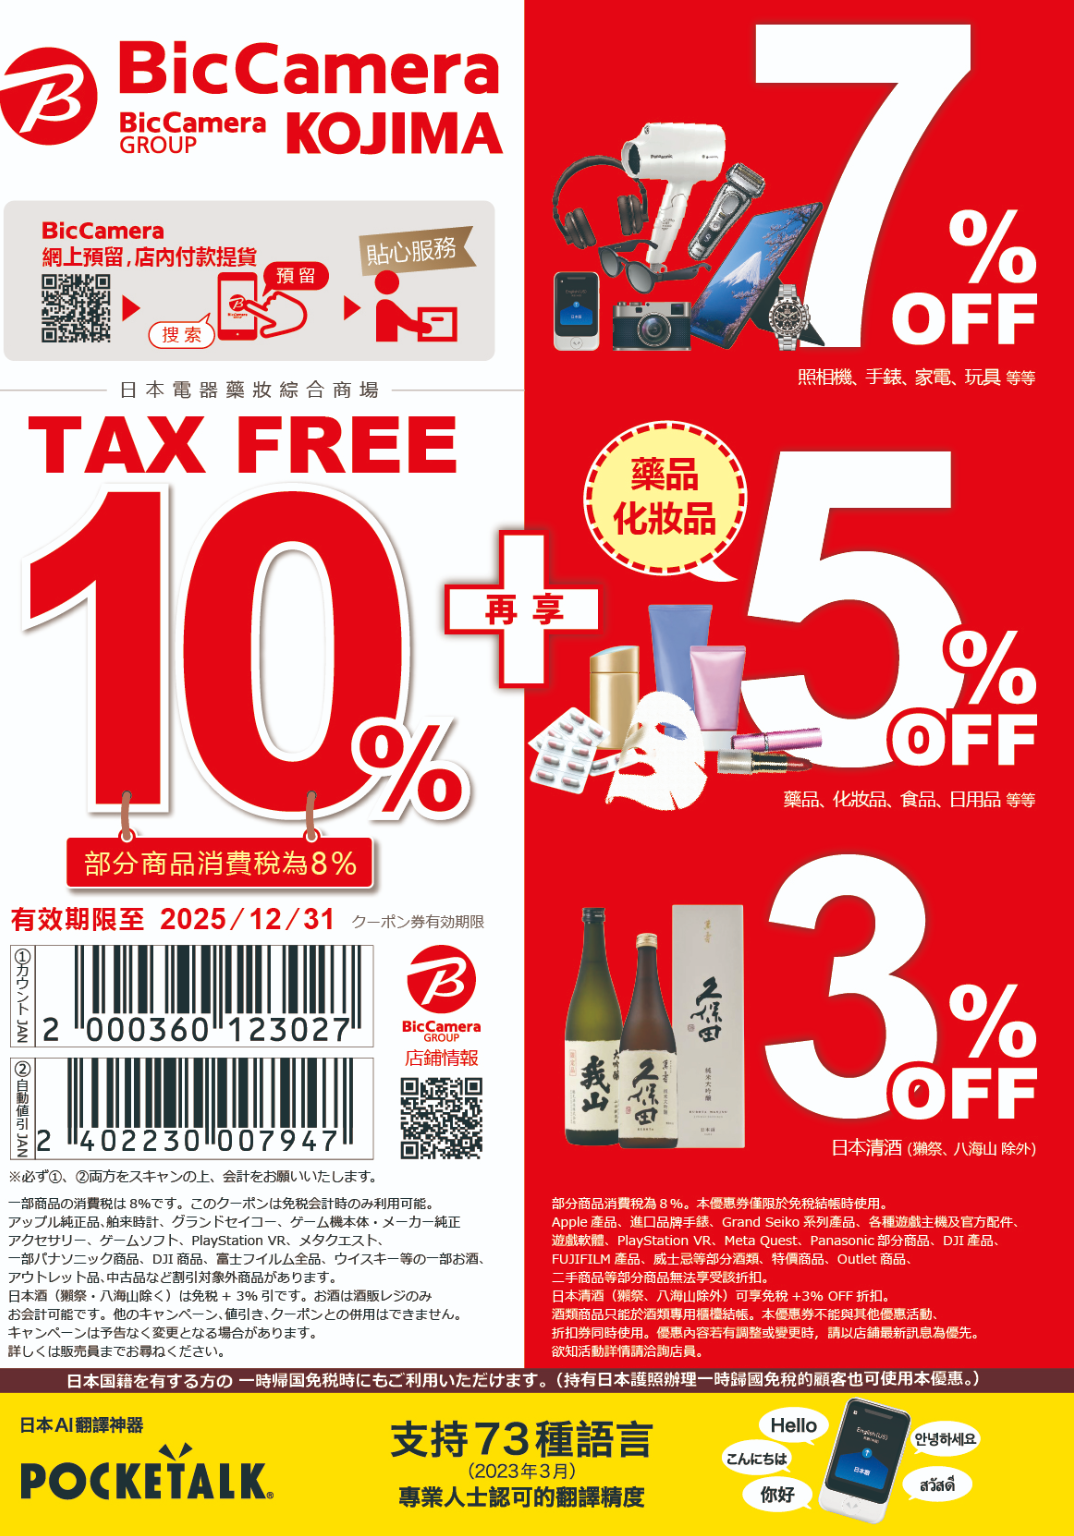 BicCamera
BicCamera
GROUP
KOJIMA
BicCamera
網上預留,店內付款提貨
搜索
預留
貼心服務
日本電器藥妝綜合商場
TAX FREE
10%
部分商品消費稅為8%
再享
7%
OFF
照相機、手錶、家電、玩具 等等
藥品
化妝品
5%
OFF
藥品、化妝品、食品、日用品 等等
3%
OFF
日本清酒 (獺祭、八海山 除外)
大吟醸
我山
萬寿
久保田
萬寿
久保田
純米大吟醸
日本酒
有效期限至 2025/12/31 クーポン券有効期限
①カウント JAN
2 000360 123027
②自動値引 JAN
2 402230 007947
BicCamera
GROUP
店鋪情報
※必ず①、②両方をスキャンの上、会計をお願いいたします。
一部商品の消費税は8%です。このクーポンは免税会計時のみ利用可能。
アップル純正品､舶来時計、グランドセイコー、ゲーム機本体・メーカー純正
アクセサリー、ゲームソフト、PlayStation VR、メタクエスト、
一部パナソニック商品、DJI 商品、富士フイルム全品、ウイスキー等の一部お酒、
アウトレット品､中古品など割引対象外商品があります。
日本酒（獺祭・八海山除く）は免税 + 3% 引です。お酒は酒販レジのみ
お会計可能です。他のキャンペーン､値引き､クーポンとの併用はできません。
キャンペーンは予告なく変更となる場合があります。
詳しくは販売員までお尋ねください。
部分商品消費稅為 8 %。本優惠券僅限於免稅結帳時使用。
Apple 產品、進口品牌手錶、Grand Seiko 系列產品、各種遊戲主機及官方配件、
遊戲軟體、PlayStation VR、Meta Quest、Panasonic 部分商品、DJI 產品、
FUJIFILM 產品、威士忌等部分酒類、特價商品、Outlet 商品、
二手商品等部分商品無法享受該折扣。
日本清酒（獺祭、八海山除外）可享免稅 +3% OFF 折扣。
酒類商品只能於酒類專用櫃檯結帳。本優惠券不能與其他優惠活動、
折扣券同時使用。優惠內容若有調整或變更時，請以店鋪最新訊息為優先。
欲知活動詳情請洽詢店員。
日本国籍を有する方の 一時帰国免税時にもご利用いただけます。（持有日本護照辦理一時歸國免稅的顧客也可使用本優惠。）
日本AI翻譯神器
POCKETALK®
支持73種語言
（2023年3月）
專業人士認可的翻譯精度
Hello
こんにちは
你好
English (US)
日本語
안녕하세요
สวัสดี